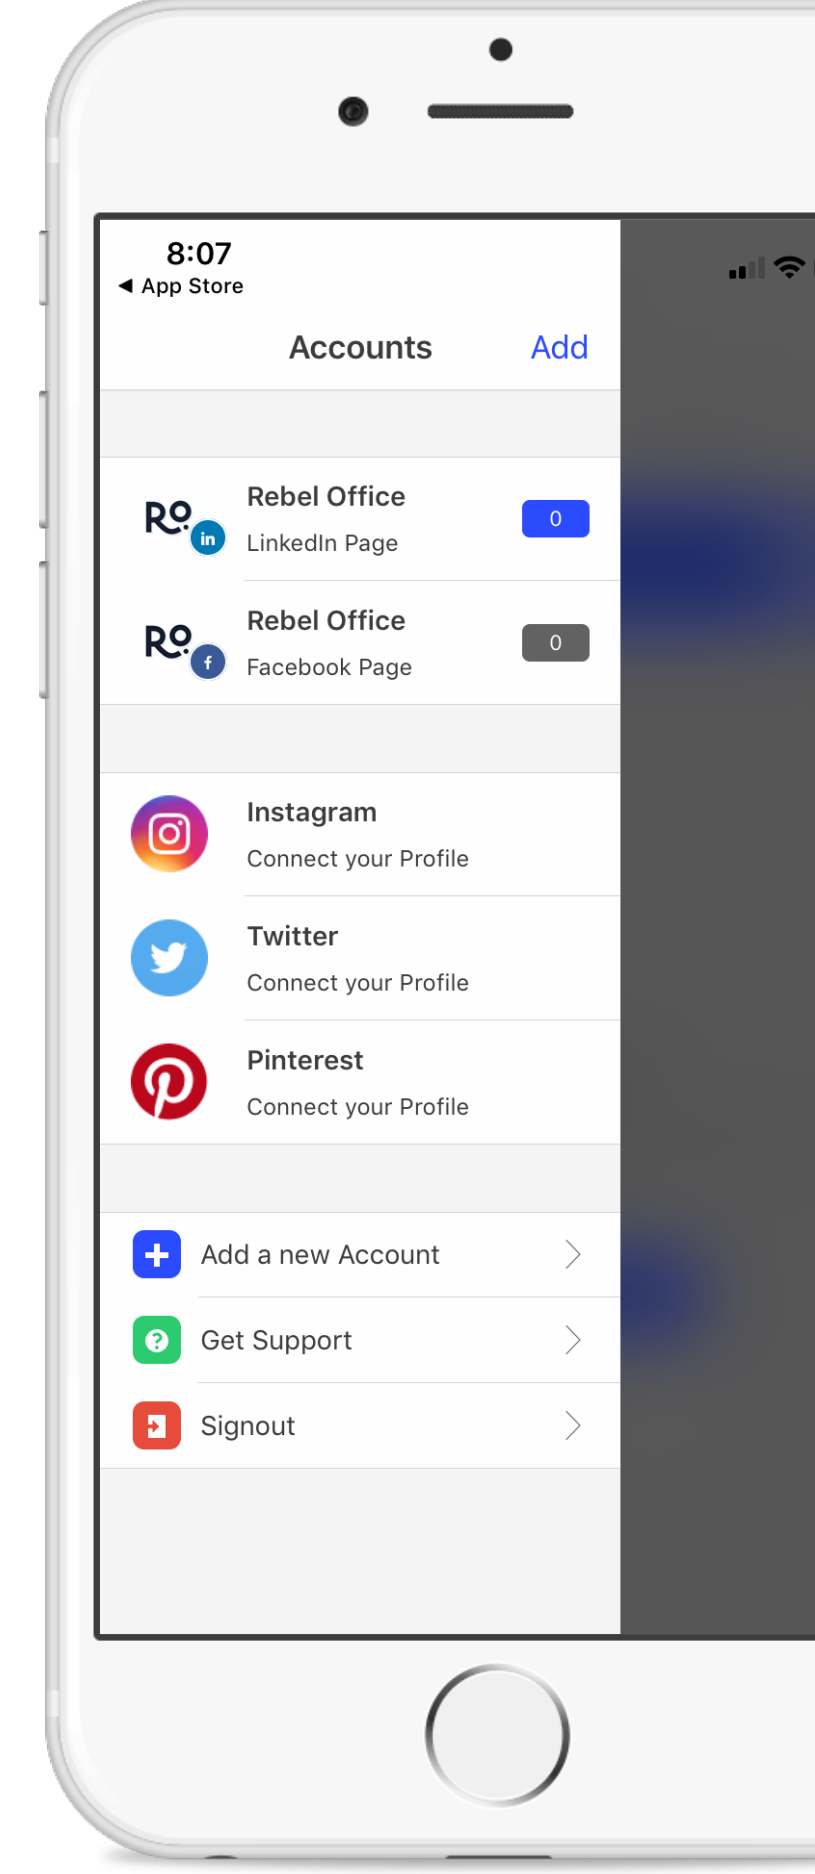 8:07
◀ App Store
Accounts
Add
Rebel Office
LinkedIn Page
0
RO.
in
Rebel Office
Facebook Page
0
RO.
f
Instagram
Connect your Profile
Twitter
Connect your Profile
Pinterest
Connect your Profile
Add a new Account
Get Support
Signout